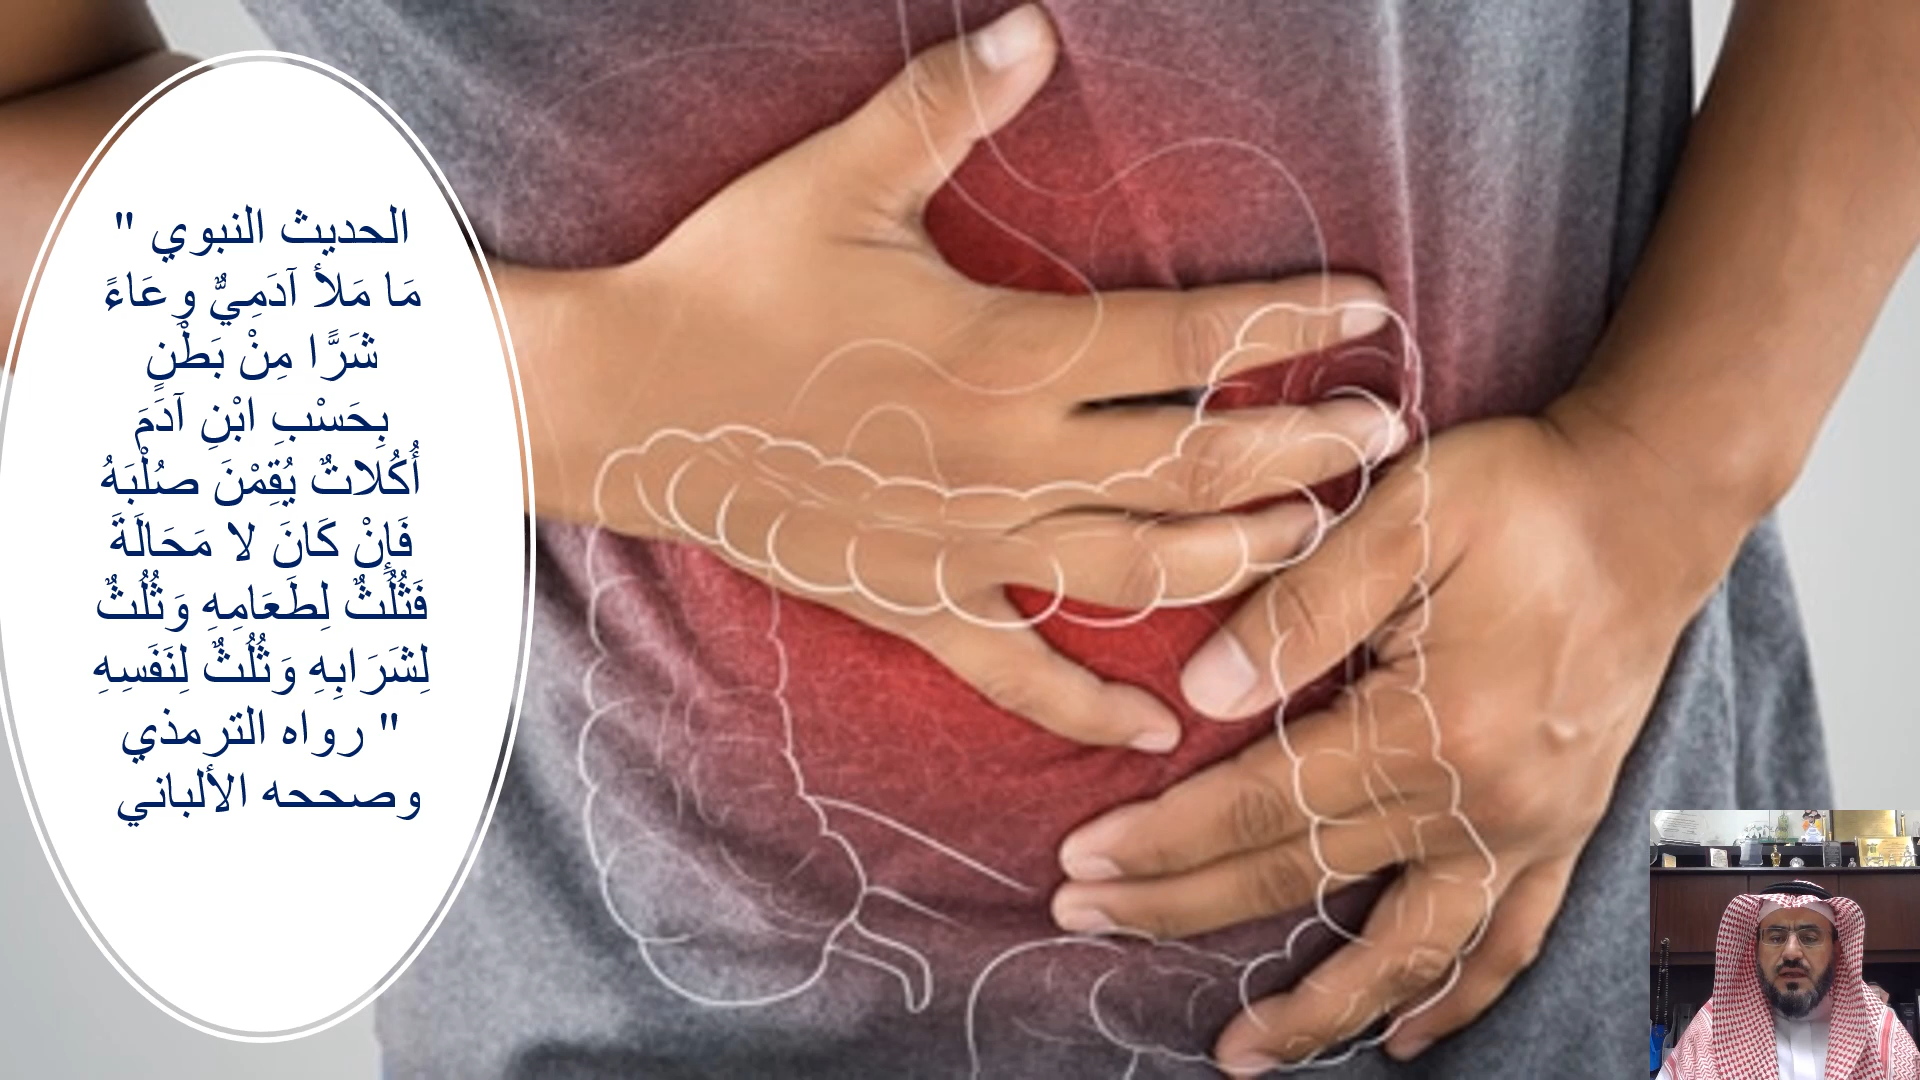 الحديث النبوي "
مَا مَلأ آدَمِيٌّ وِعَاءً
شَرًّا مِنْ بَطْنٍ
بِحَسْبِ ابْنِ آدَمَ
أُكُلاتٌ يُقِمْنَ صُلْبَهُ
فَإِنْ كَانَ لا مَحَالَةَ
فَثُلُثٌ لِطَعَامِهِ وَثُلُثٌ
لِشَرَابِهِ وَثُلُثٌ لِنَفَسِهِ
" رواه الترمذي
وصححه الألباني